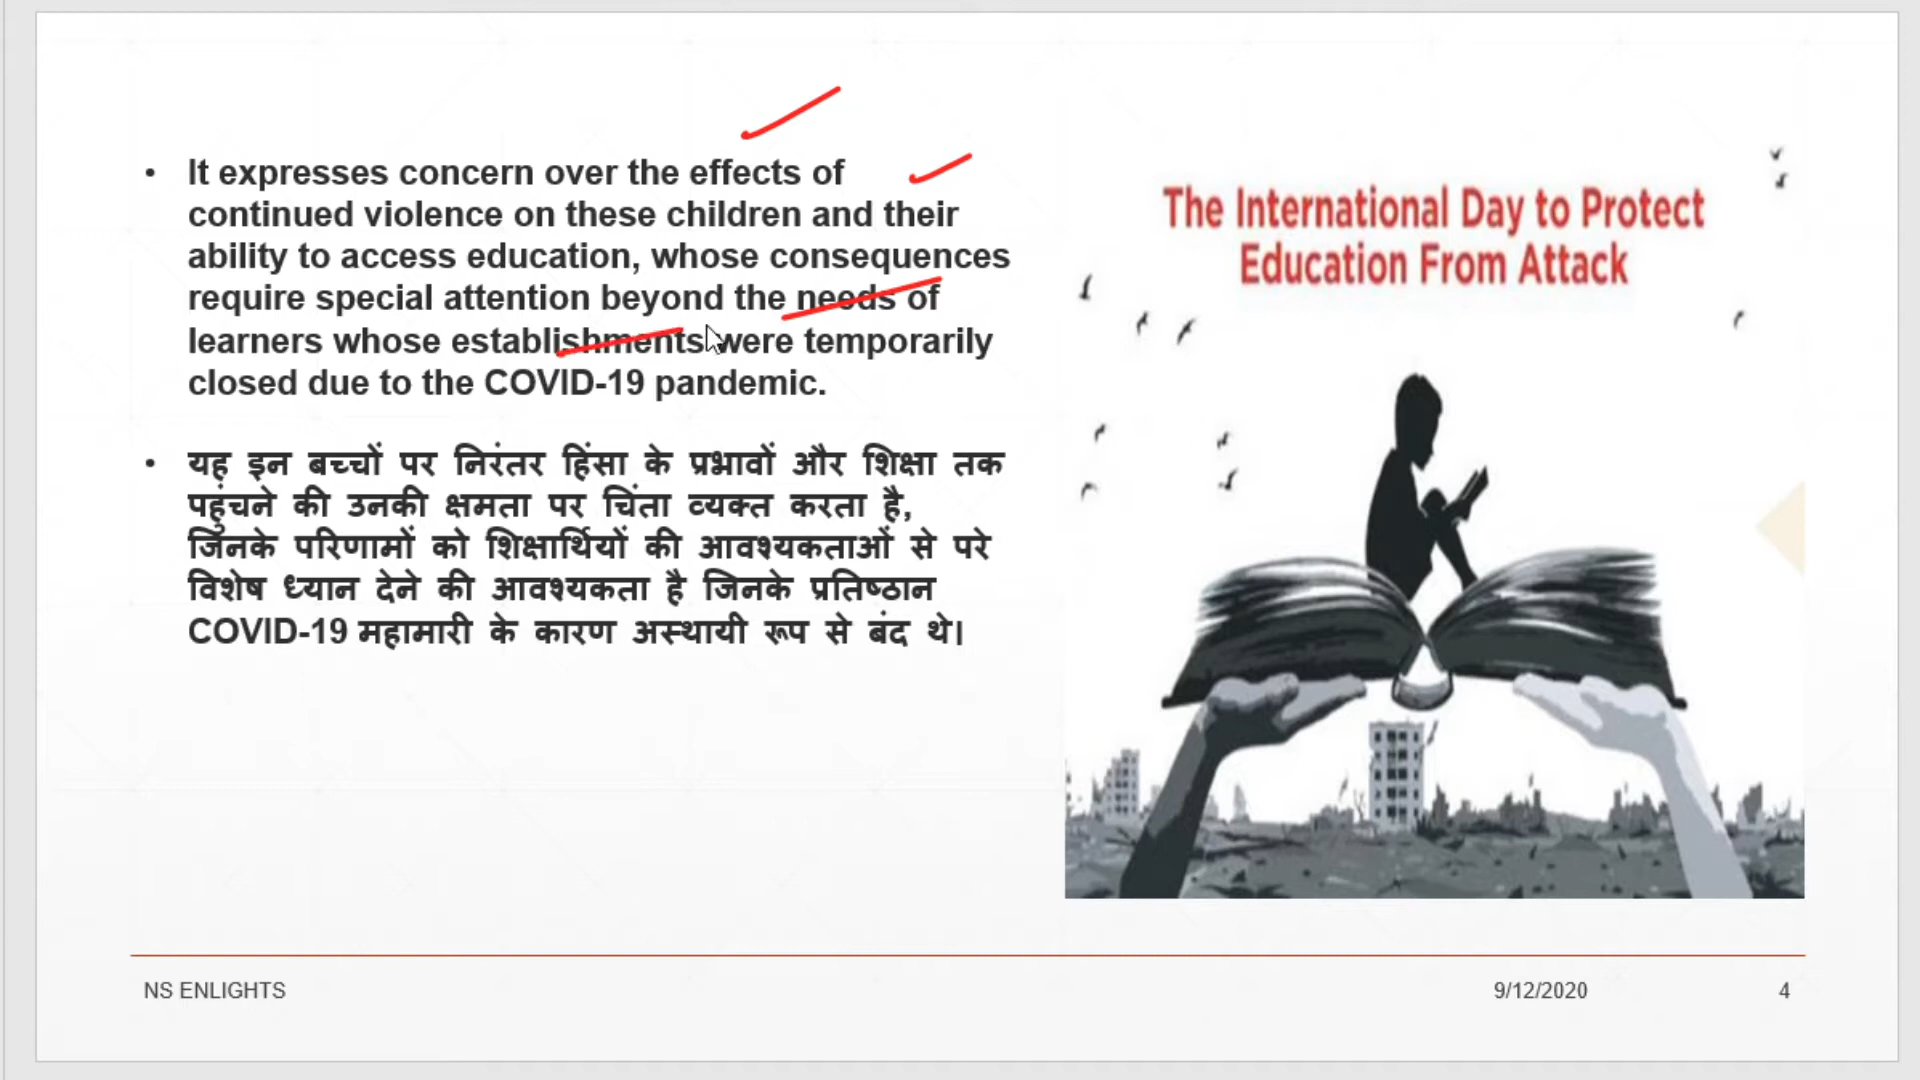 • It expresses concern over the effects of
continued violence on these children and their
ability to access education, whose consequences
require special attention beyond the needs of
learners whose establishments were temporarily
closed due to the COVID-19 pandemic.
• यह इन बच्चों पर निरंतर हिंसा के प्रभावों और शिक्षा तक
पहुंचने की उनकी क्षमता पर चिंता व्यक्त करता है,
जिनके परिणामों को शिक्षार्थियों की आवश्यकताओं से परे
विशेष ध्यान देने की आवश्यकता है जिनके प्रतिष्ठान
COVID-19 महामारी के कारण अस्थायी रूप से बंद थे।
The International Day to Protect
Education From Attack
NS ENLIGHTS
9/12/2020
4